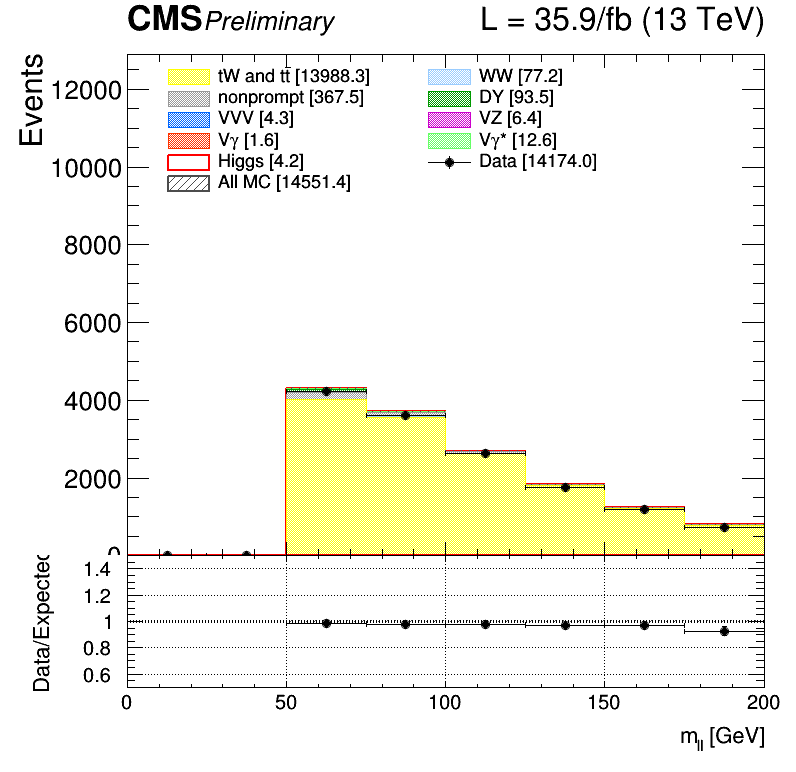 CMS Preliminary L = 35.9/fb (13 TeV)
Events
tW and tt̄ [13988.3]
WW [77.2]
nonprompt [367.5]
DY [93.5]
VVV [4.3]
VZ [6.4]
Vγ [1.6]
Vγ* [12.6]
Higgs [4.2]
Data [14174.0]
All MC [14551.4]
12000
10000
8000
6000
4000
2000
0
Data/Expected
1.4
1.2
1
0.8
0.6
0 50 100 150 200
m_ll [GeV]